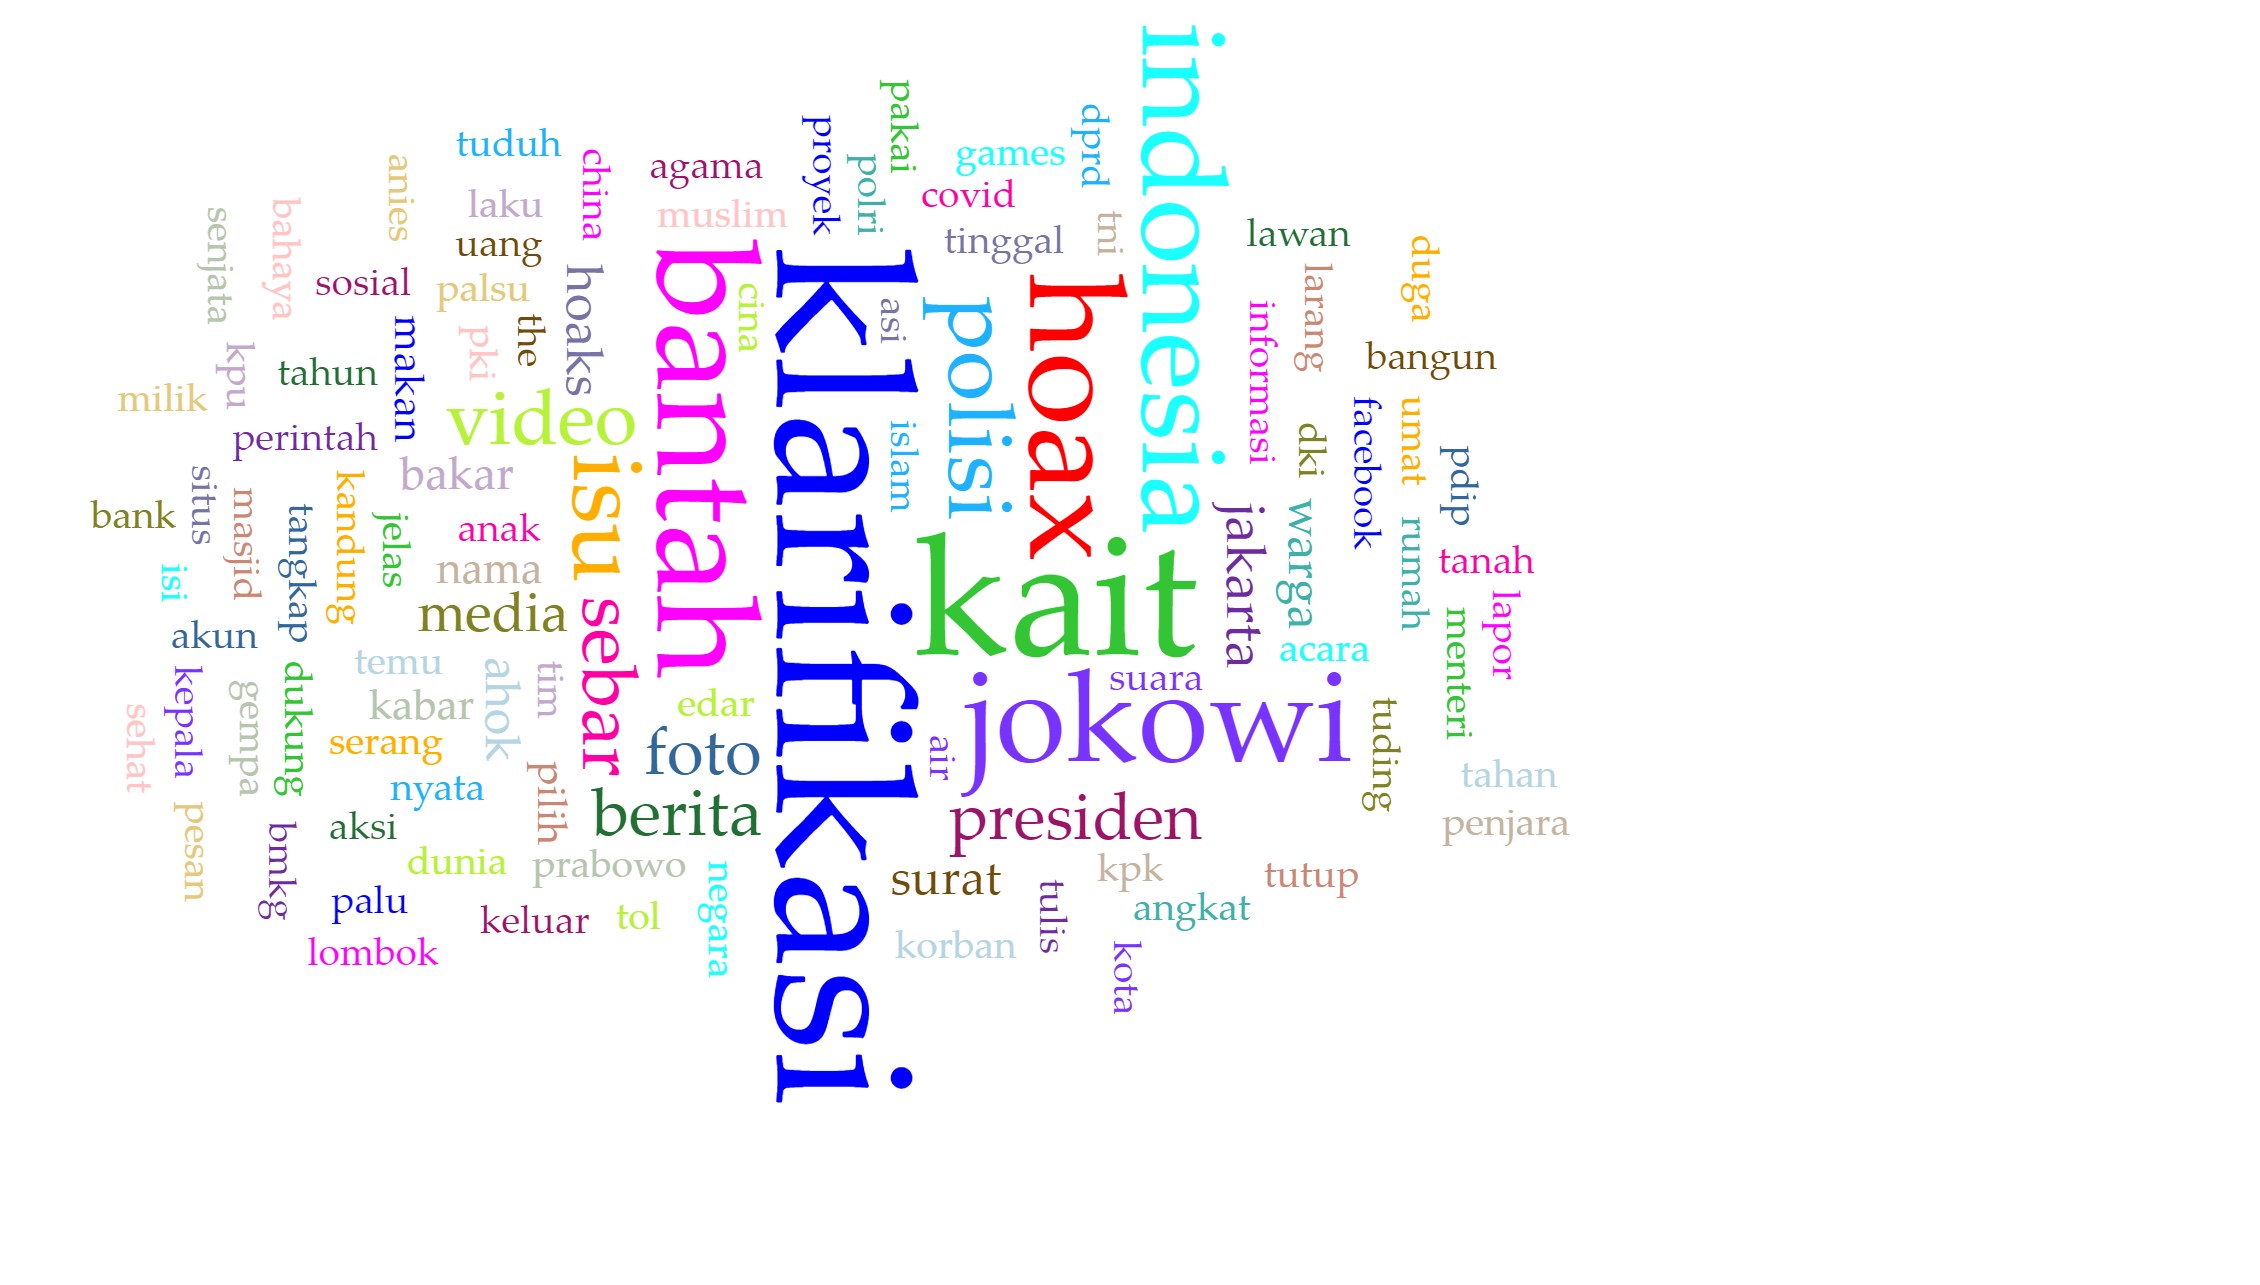 indonesia
pakai
dprd
proyek
tuduh
china
agama
polri
games
anies
covid
bahaya
laku
muslim
senjata
tni
uang
tinggal
lawan
duga
sosial
palsu
hoaks
bantah
cina
klarifikasi
asi
polisi
hoax
informasi
larang
kpu
tahun
makan
pki
the
bangun
milik
perintah
video
islam
dki
facebook
umat
pdip
situs
bakar
isu
bank
masjid
tangkap
kandung
jelas
anak
jakarta
warga
rumah
tanah
isi
nama
kait
lapor
akun
media
sebar
acara
menteri
kepala
dukung
temu
ahok
tim
suara
sehat
gempa
kabar
edar
jokowi
tuding
serang
foto
air
tahan
nyata
pilih
berita
presiden
pesan
bmkg
aksi
penjara
dunia
prabowo
negara
surat
kpk
tutup
palu
keluar
tol
tulis
angkat
lombok
korban
kota